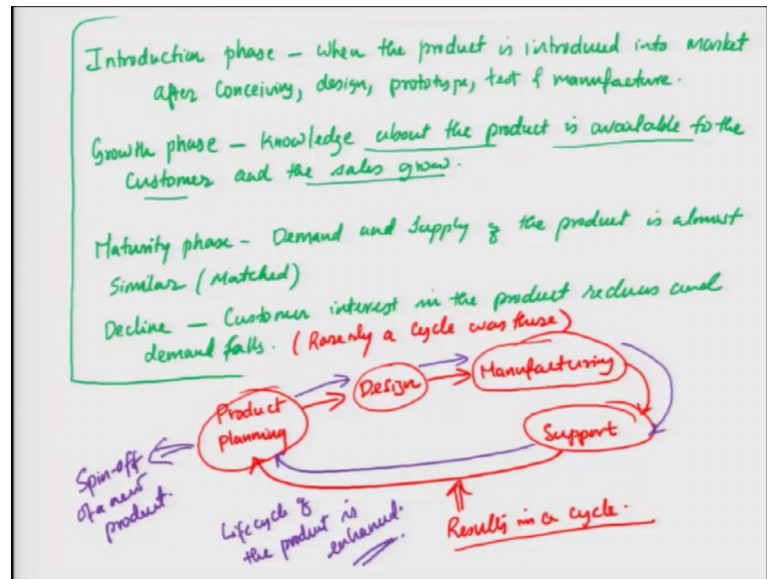 Introduction phase – when the product is introduced into market
after conceiving, design, prototype, test & manufacture.
Growth phase – Knowledge about the product is available to the
customer and the sales grow.
Maturity phase – Demand and supply of the product is almost
similar (Matched)
Decline – Customer interest in the product reduces and
demand falls. (Rarely a cycle was these)
Product
planning
Design
Manufacturing
Support
Spin-off
of a new
product.
Lifecycle of
the product is
enhanced.
Results in a cycle.